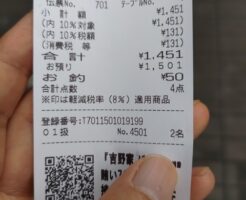 伝票No. 701 テーブルNo.
小 計 額 ¥1,451
(内 10%対象 ¥1,451)
(内 10%税額 ¥131)
(消費税 等 ¥131)
合 計 ¥1,451
お預り ¥1,501
お 釣 ¥50
合計点数 4点
※印は軽減税率(8%)適用商品
登録番号:T7011501019199
01扱 No.4501 2名
『吉野家